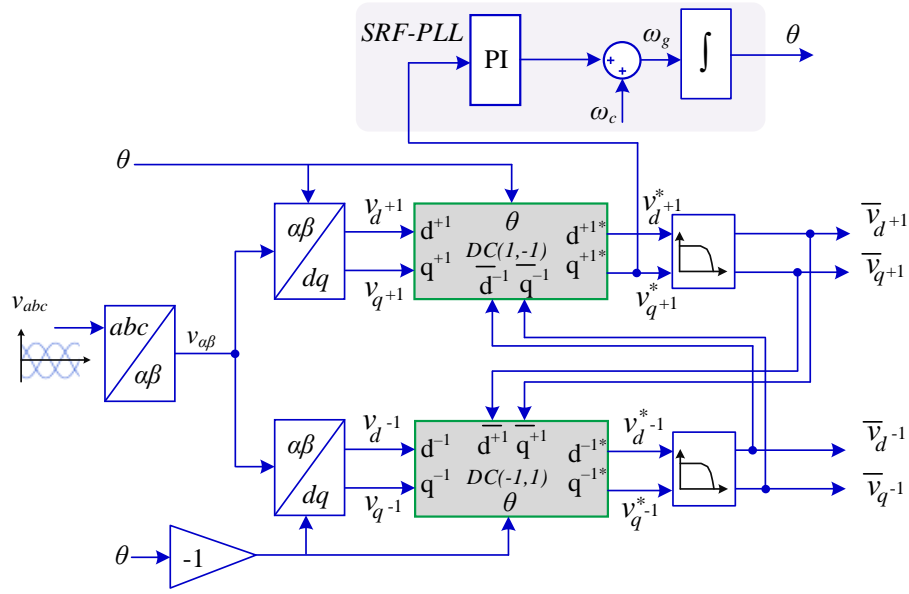 SRF-PLL
PI
+
+
ω_g
∫
θ
ω_c
θ
αβ
dq
v_d+1
v_q+1
d⁺¹
q⁺¹
θ
DC(1,-1)
d̅⁻¹ q̅⁻¹
d⁺¹*
q⁺¹*
v*_d+1
v*_q+1
v̅_d+1
v̅_q+1
v_abc
abc
αβ
v_αβ
αβ
dq
v_d-1
v_q-1
d⁻¹
q⁻¹
d̅⁺¹ q̅⁺¹
DC(-1,1)
θ
d⁻¹*
q⁻¹*
v*_d-1
v*_q-1
v̅_d-1
v̅_q-1
θ
-1